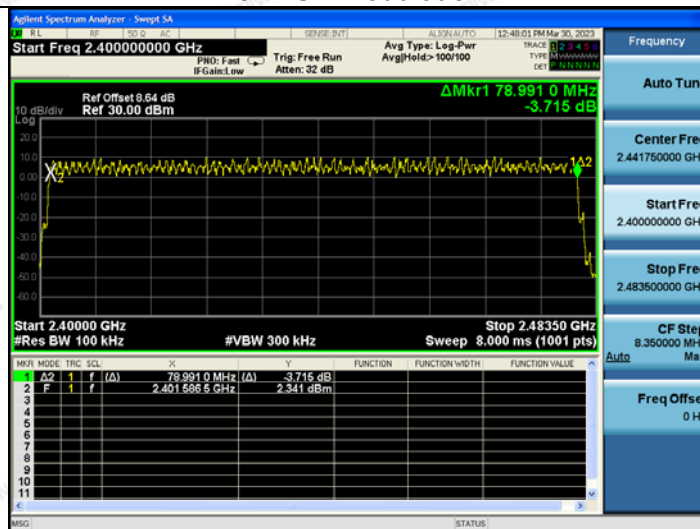 Agilent Spectrum Analyzer - Swept SA
RL RF 50 Ω AC SENSE:INT ALIGNAUTO 12:48:01 PM Mar 30, 2023
Start Freq 2.400000000 GHz
PNO: Fast Trig: Free Run
IFGain:Low Atten: 32 dB
Avg Type: Log-Pwr
Avg|Hold:> 100/100
TRACE 1 2 3 4 5 6
TYPE
DET P N N N N N
Frequency
Auto Tun
Center Fre
2.441750000 GH
Start Fre
2.400000000 GH
Stop Fre
2.483500000 GH
CF Step
8.350000 MH
Auto Ma
Freq Offse
0 H
ΔMkr1 78.991 0 MHz
-3.715 dB
Ref Offset 8.64 dB
10 dB/div Ref 30.00 dBm
Log
20.0
10.0
0.00
-10.0
-20.0
-30.0
-40.0
-50.0
-60.0
X2
1Δ2
Start 2.40000 GHz Stop 2.48350 GHz
#Res BW 100 kHz #VBW 300 kHz Sweep 8.000 ms (1001 pts)
MKR MODE TRC SCL X Y FUNCTION FUNCTION WIDTH FUNCTION VALUE
1 Δ2 1 f (Δ) 78.991 0 MHz (Δ) -3.715 dB
2 F 1 f 2.401 586 5 GHz 2.341 dBm
3
4
5
6
7
8
9
10
11
MSG STATUS